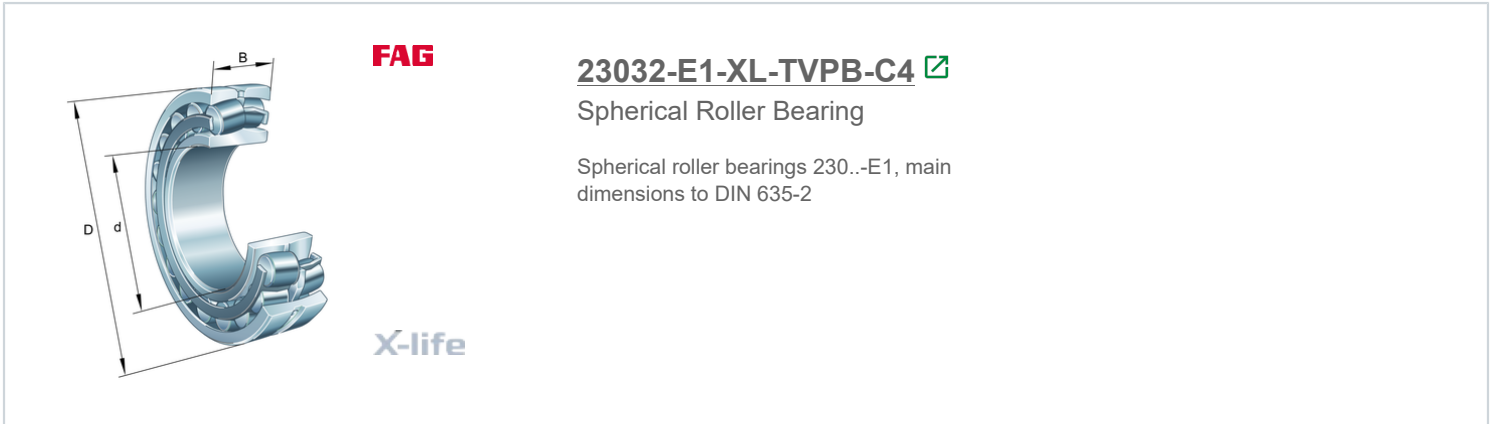 B
FAG
23032-E1-XL-TVPB-C4
Spherical Roller Bearing
Spherical roller bearings 230..-E1, main
dimensions to DIN 635-2
D
d
X-life